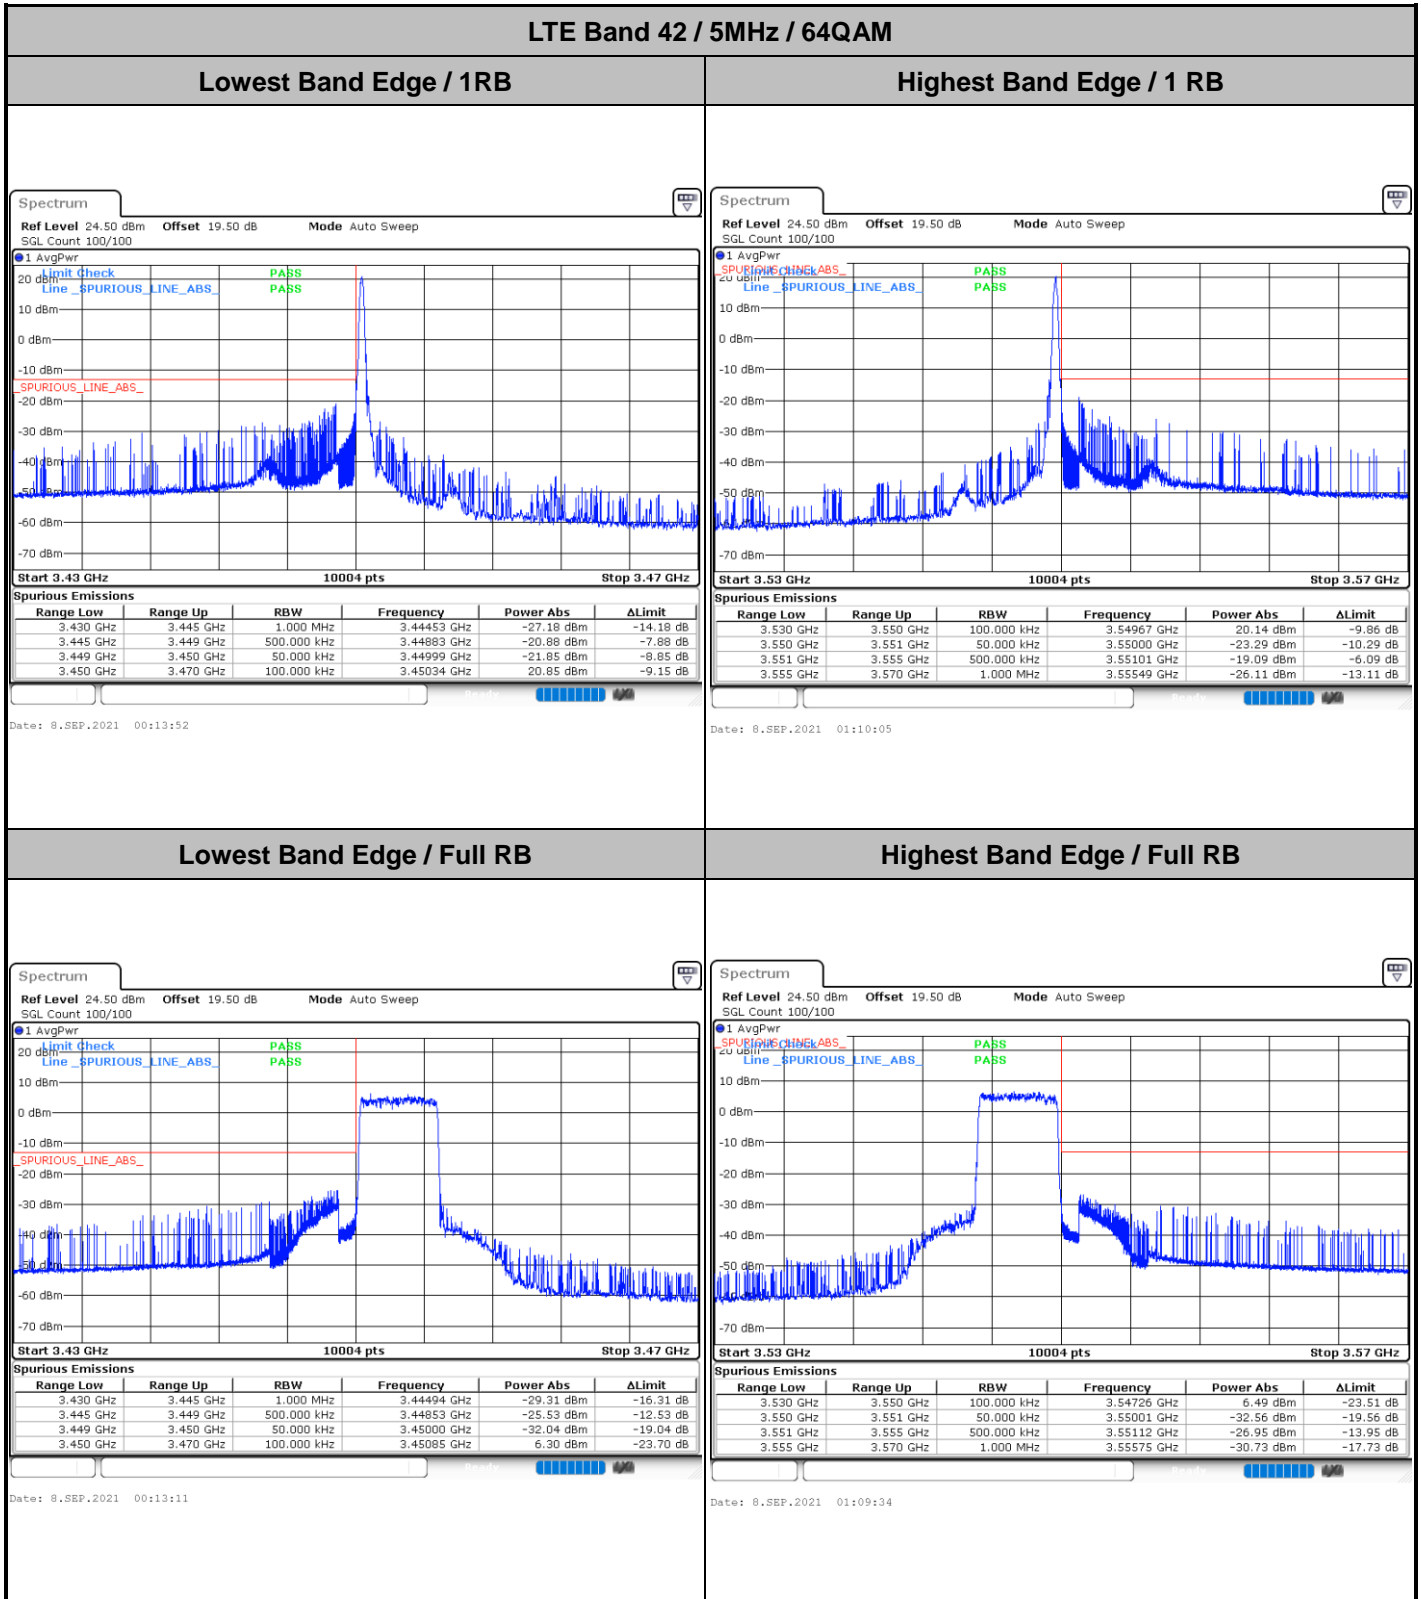 LTE Band 42 / 5MHz / 64QAM
Lowest Band Edge / 1RB
Highest Band Edge / 1 RB
Spectrum
Ref Level 24.50 dBm Offset 19.50 dB Mode Auto Sweep
SGL Count 100/100
1 AvgPwr
Limit Check PASS
20 dBm
Line _SPURIOUS_LINE_ABS_ PASS
10 dBm
0 dBm
-10 dBm
_SPURIOUS_LINE_ABS_
-20 dBm
-30 dBm
-40 dBm
-50 dBm
-60 dBm
-70 dBm
Start 3.43 GHz 10004 pts Stop 3.47 GHz
Spurious Emissions
Range Low Range Up RBW Frequency Power Abs ΔLimit
3.430 GHz 3.445 GHz 1.000 MHz 3.44453 GHz -27.18 dBm -14.18 dB
3.445 GHz 3.449 GHz 500.000 kHz 3.44883 GHz -20.88 dBm -7.88 dB
3.449 GHz 3.450 GHz 50.000 kHz 3.44999 GHz -21.85 dBm -8.85 dB
3.450 GHz 3.470 GHz 100.000 kHz 3.45034 GHz 20.85 dBm -9.15 dB
Ready
Date: 8.SEP.2021 00:13:52
Spectrum
Ref Level 24.50 dBm Offset 19.50 dB Mode Auto Sweep
SGL Count 100/100
1 AvgPwr
_SPURIOUS_LINE_ABS_
Limit Check PASS
20 dBm
Line _SPURIOUS_LINE_ABS_ PASS
10 dBm
0 dBm
-10 dBm
-20 dBm
-30 dBm
-40 dBm
-50 dBm
-60 dBm
-70 dBm
Start 3.53 GHz 10004 pts Stop 3.57 GHz
Spurious Emissions
Range Low Range Up RBW Frequency Power Abs ΔLimit
3.530 GHz 3.550 GHz 100.000 kHz 3.54967 GHz 20.14 dBm -9.86 dB
3.550 GHz 3.551 GHz 50.000 kHz 3.55000 GHz -23.29 dBm -10.29 dB
3.551 GHz 3.555 GHz 500.000 kHz 3.55101 GHz -19.09 dBm -6.09 dB
3.555 GHz 3.570 GHz 1.000 MHz 3.55549 GHz -26.11 dBm -13.11 dB
Ready
Date: 8.SEP.2021 01:10:05
Lowest Band Edge / Full RB
Highest Band Edge / Full RB
Spectrum
Ref Level 24.50 dBm Offset 19.50 dB Mode Auto Sweep
SGL Count 100/100
1 AvgPwr
Limit Check PASS
20 dBm
Line _SPURIOUS_LINE_ABS_ PASS
10 dBm
0 dBm
-10 dBm
_SPURIOUS_LINE_ABS_
-20 dBm
-30 dBm
-40 dBm
-50 dBm
-60 dBm
-70 dBm
Start 3.43 GHz 10004 pts Stop 3.47 GHz
Spurious Emissions
Range Low Range Up RBW Frequency Power Abs ΔLimit
3.430 GHz 3.445 GHz 1.000 MHz 3.44494 GHz -29.31 dBm -16.31 dB
3.445 GHz 3.449 GHz 500.000 kHz 3.44853 GHz -25.53 dBm -12.53 dB
3.449 GHz 3.450 GHz 50.000 kHz 3.45000 GHz -32.04 dBm -19.04 dB
3.450 GHz 3.470 GHz 100.000 kHz 3.45085 GHz 6.30 dBm -23.70 dB
Ready
Date: 8.SEP.2021 00:13:11
Spectrum
Ref Level 24.50 dBm Offset 19.50 dB Mode Auto Sweep
SGL Count 100/100
1 AvgPwr
_SPURIOUS_LINE_ABS_
Limit Check PASS
20 dBm
Line _SPURIOUS_LINE_ABS_ PASS
10 dBm
0 dBm
-10 dBm
-20 dBm
-30 dBm
-40 dBm
-50 dBm
-60 dBm
-70 dBm
Start 3.53 GHz 10004 pts Stop 3.57 GHz
Spurious Emissions
Range Low Range Up RBW Frequency Power Abs ΔLimit
3.530 GHz 3.550 GHz 100.000 kHz 3.54726 GHz 6.49 dBm -23.51 dB
3.550 GHz 3.551 GHz 50.000 kHz 3.55001 GHz -32.56 dBm -19.56 dB
3.551 GHz 3.555 GHz 500.000 kHz 3.55112 GHz -26.95 dBm -13.95 dB
3.555 GHz 3.570 GHz 1.000 MHz 3.55575 GHz -30.73 dBm -17.73 dB
Ready
Date: 8.SEP.2021 01:09:34